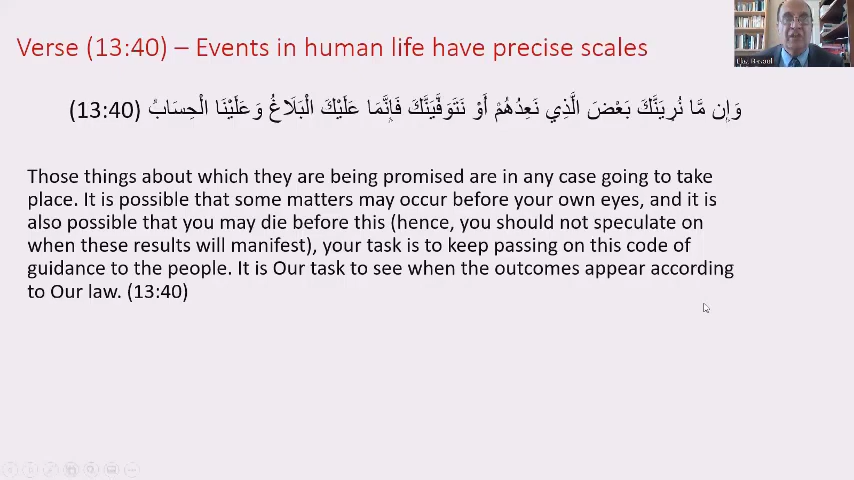 Verse (13:40) – Events in human life have precise scales
وَإِن مَّا نُرِيَنَّكَ بَعْضَ الَّذِي نَعِدُهُمْ أَوْ نَتَوَفَّيَنَّكَ فَإِنَّمَا عَلَيْكَ الْبَلَاغُ وَعَلَيْنَا الْحِسَابُ (13:40)
Those things about which they are being promised are in any case going to take
place. It is possible that some matters may occur before your own eyes, and it is
also possible that you may die before this (hence, you should not speculate on
when these results will manifest), your task is to keep passing on this code of
guidance to the people. It is Our task to see when the outcomes appear according
to Our law. (13:40)